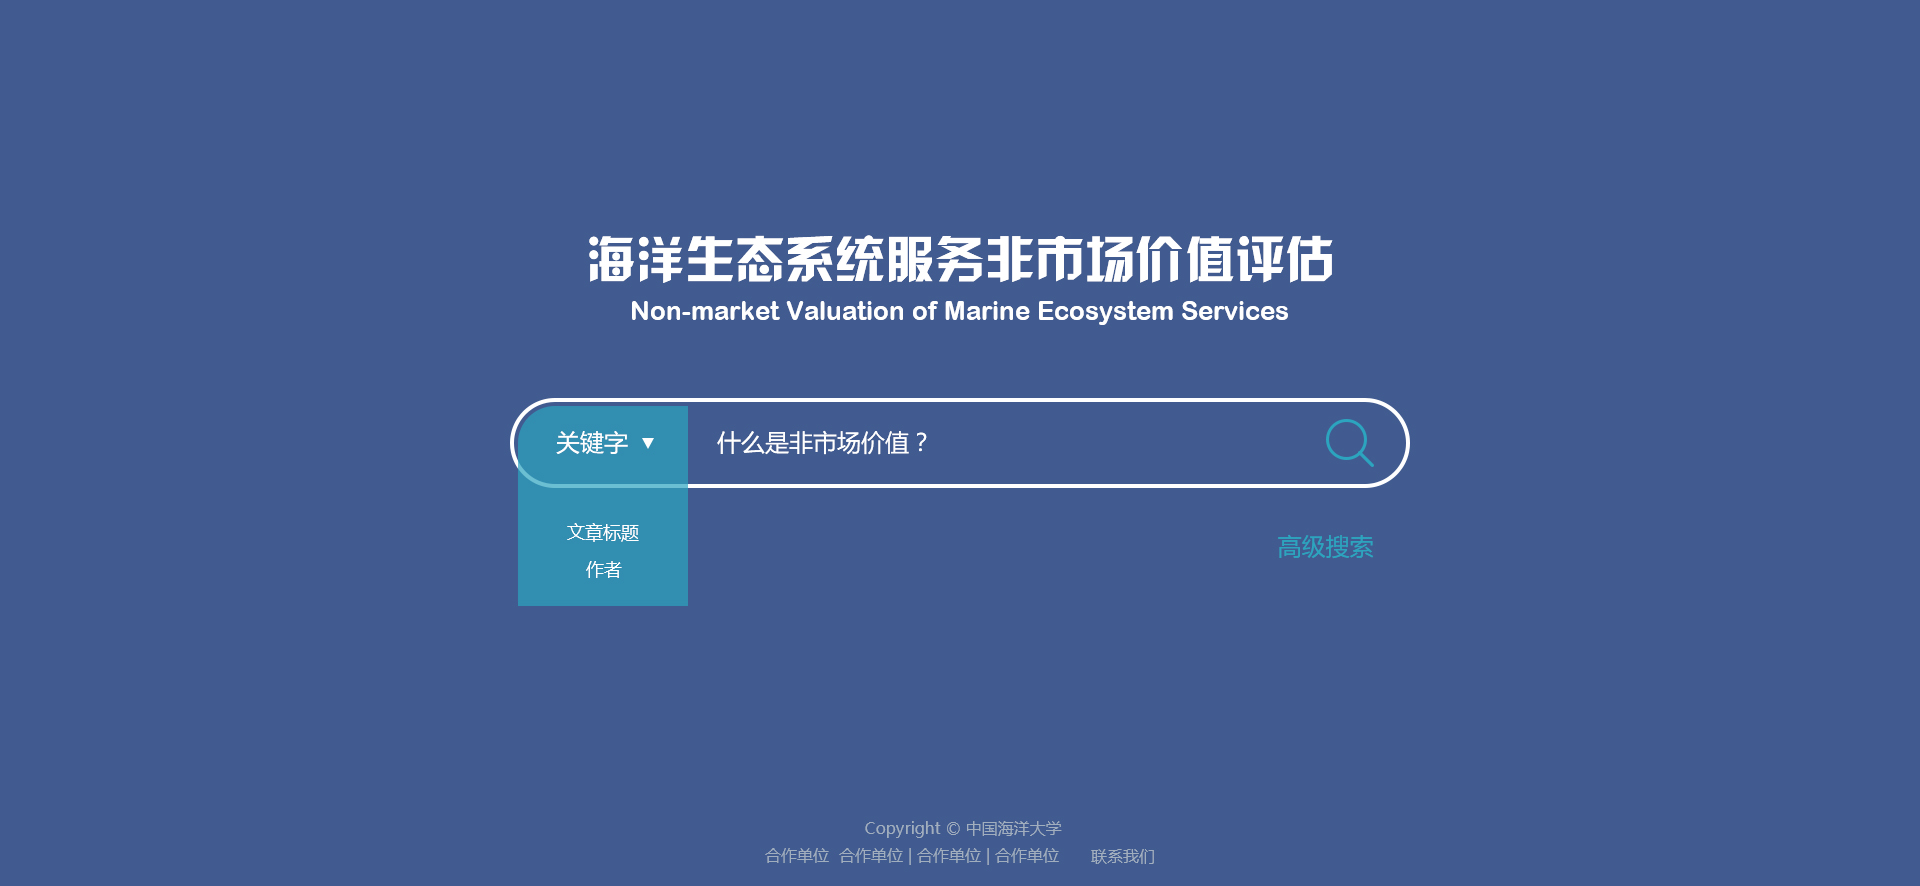 海洋生态系统服务非市场价值评估
Non-market Valuation of Marine Ecosystem Services
关键字 ▼ 什么是非市场价值？
文章标题
高级搜索
作者
Copyright © 中国海洋大学
合作单位 合作单位 | 合作单位 | 合作单位 联系我们